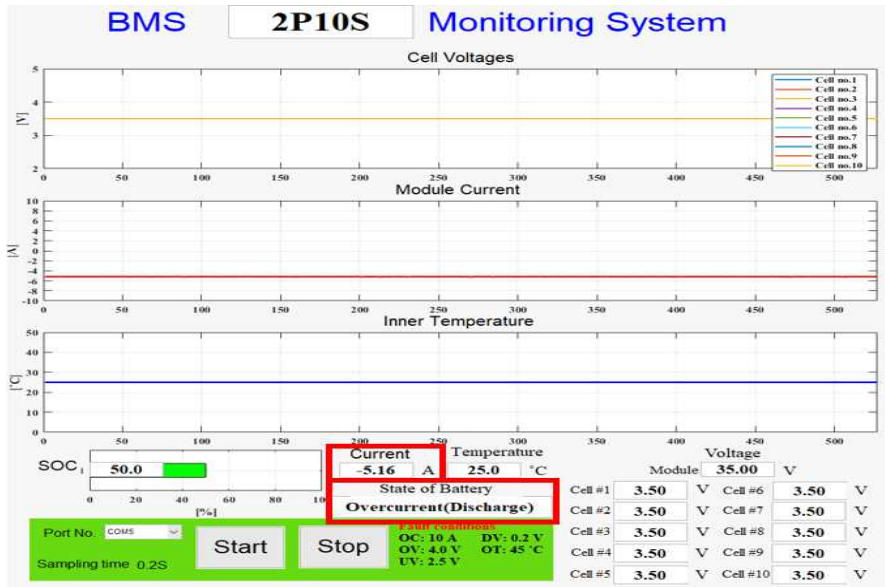 BMS 2P10S Monitoring System
Cell Voltages
5
4
3
2
[V]
Cell no.1
Cell no.2
Cell no.3
Cell no.4
Cell no.5
Cell no.6
Cell no.7
Cell no.8
Cell no.9
Cell no.10
0 50 100 150 200 250 300 350 400 450 500
Module Current
10
8
6
4
2
0
-2
-4
-6
-8
-10
[A]
0 50 100 150 200 250 300 350 400 450 500
Inner Temperature
50
40
30
20
10
0
[°C]
0 50 100 150 200 250 300 350 400 450 500
SOC 50.0
0 20 40 60 80
[%]
Current
-5.16 A
Temperature
25.0 °C
Voltage
Module 35.00 V
State of Battery
Overcurrent(Discharge)
Cell #1 3.50 V Cell #6 3.50 V
Cell #2 3.50 V Cell #7 3.50 V
Cell #3 3.50 V Cell #8 3.50 V
Cell #4 3.50 V Cell #9 3.50 V
Cell #5 3.50 V Cell #10 3.50 V
Port No. COM5
Sampling time 0.2S
Start
Stop
Fault conditions
OC: 10 A DV: 0.2 V
OV: 4.0 V OT: 45 °C
UV: 2.5 V